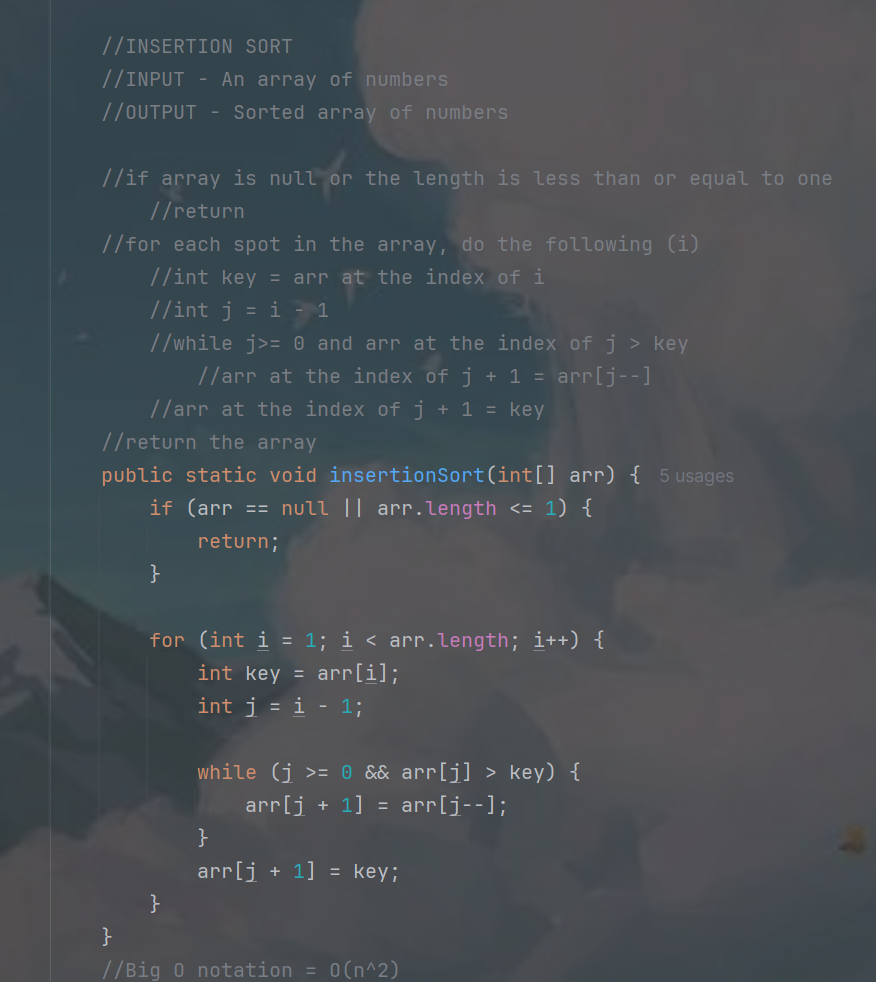 //INSERTION SORT
//INPUT - An array of numbers
//OUTPUT - Sorted array of numbers
//if array is null or the length is less than or equal to one
//return
//for each spot in the array, do the following (i)
//int key = arr at the index of i
//int j = i - 1
//while j>= 0 and arr at the index of j > key
//arr at the index of j + 1 = arr[j--]
//arr at the index of j + 1 = key
//return the array
public static void insertionSort(int[] arr) { 5 usages
if (arr == null || arr.length <= 1) {
return;
}
for (int i = 1; i < arr.length; i++) {
int key = arr[i];
int j = i - 1;
while (j >= 0 && arr[j] > key) {
arr[j + 1] = arr[j--];
}
arr[j + 1] = key;
}
}
//Big O notation = O(n^2)